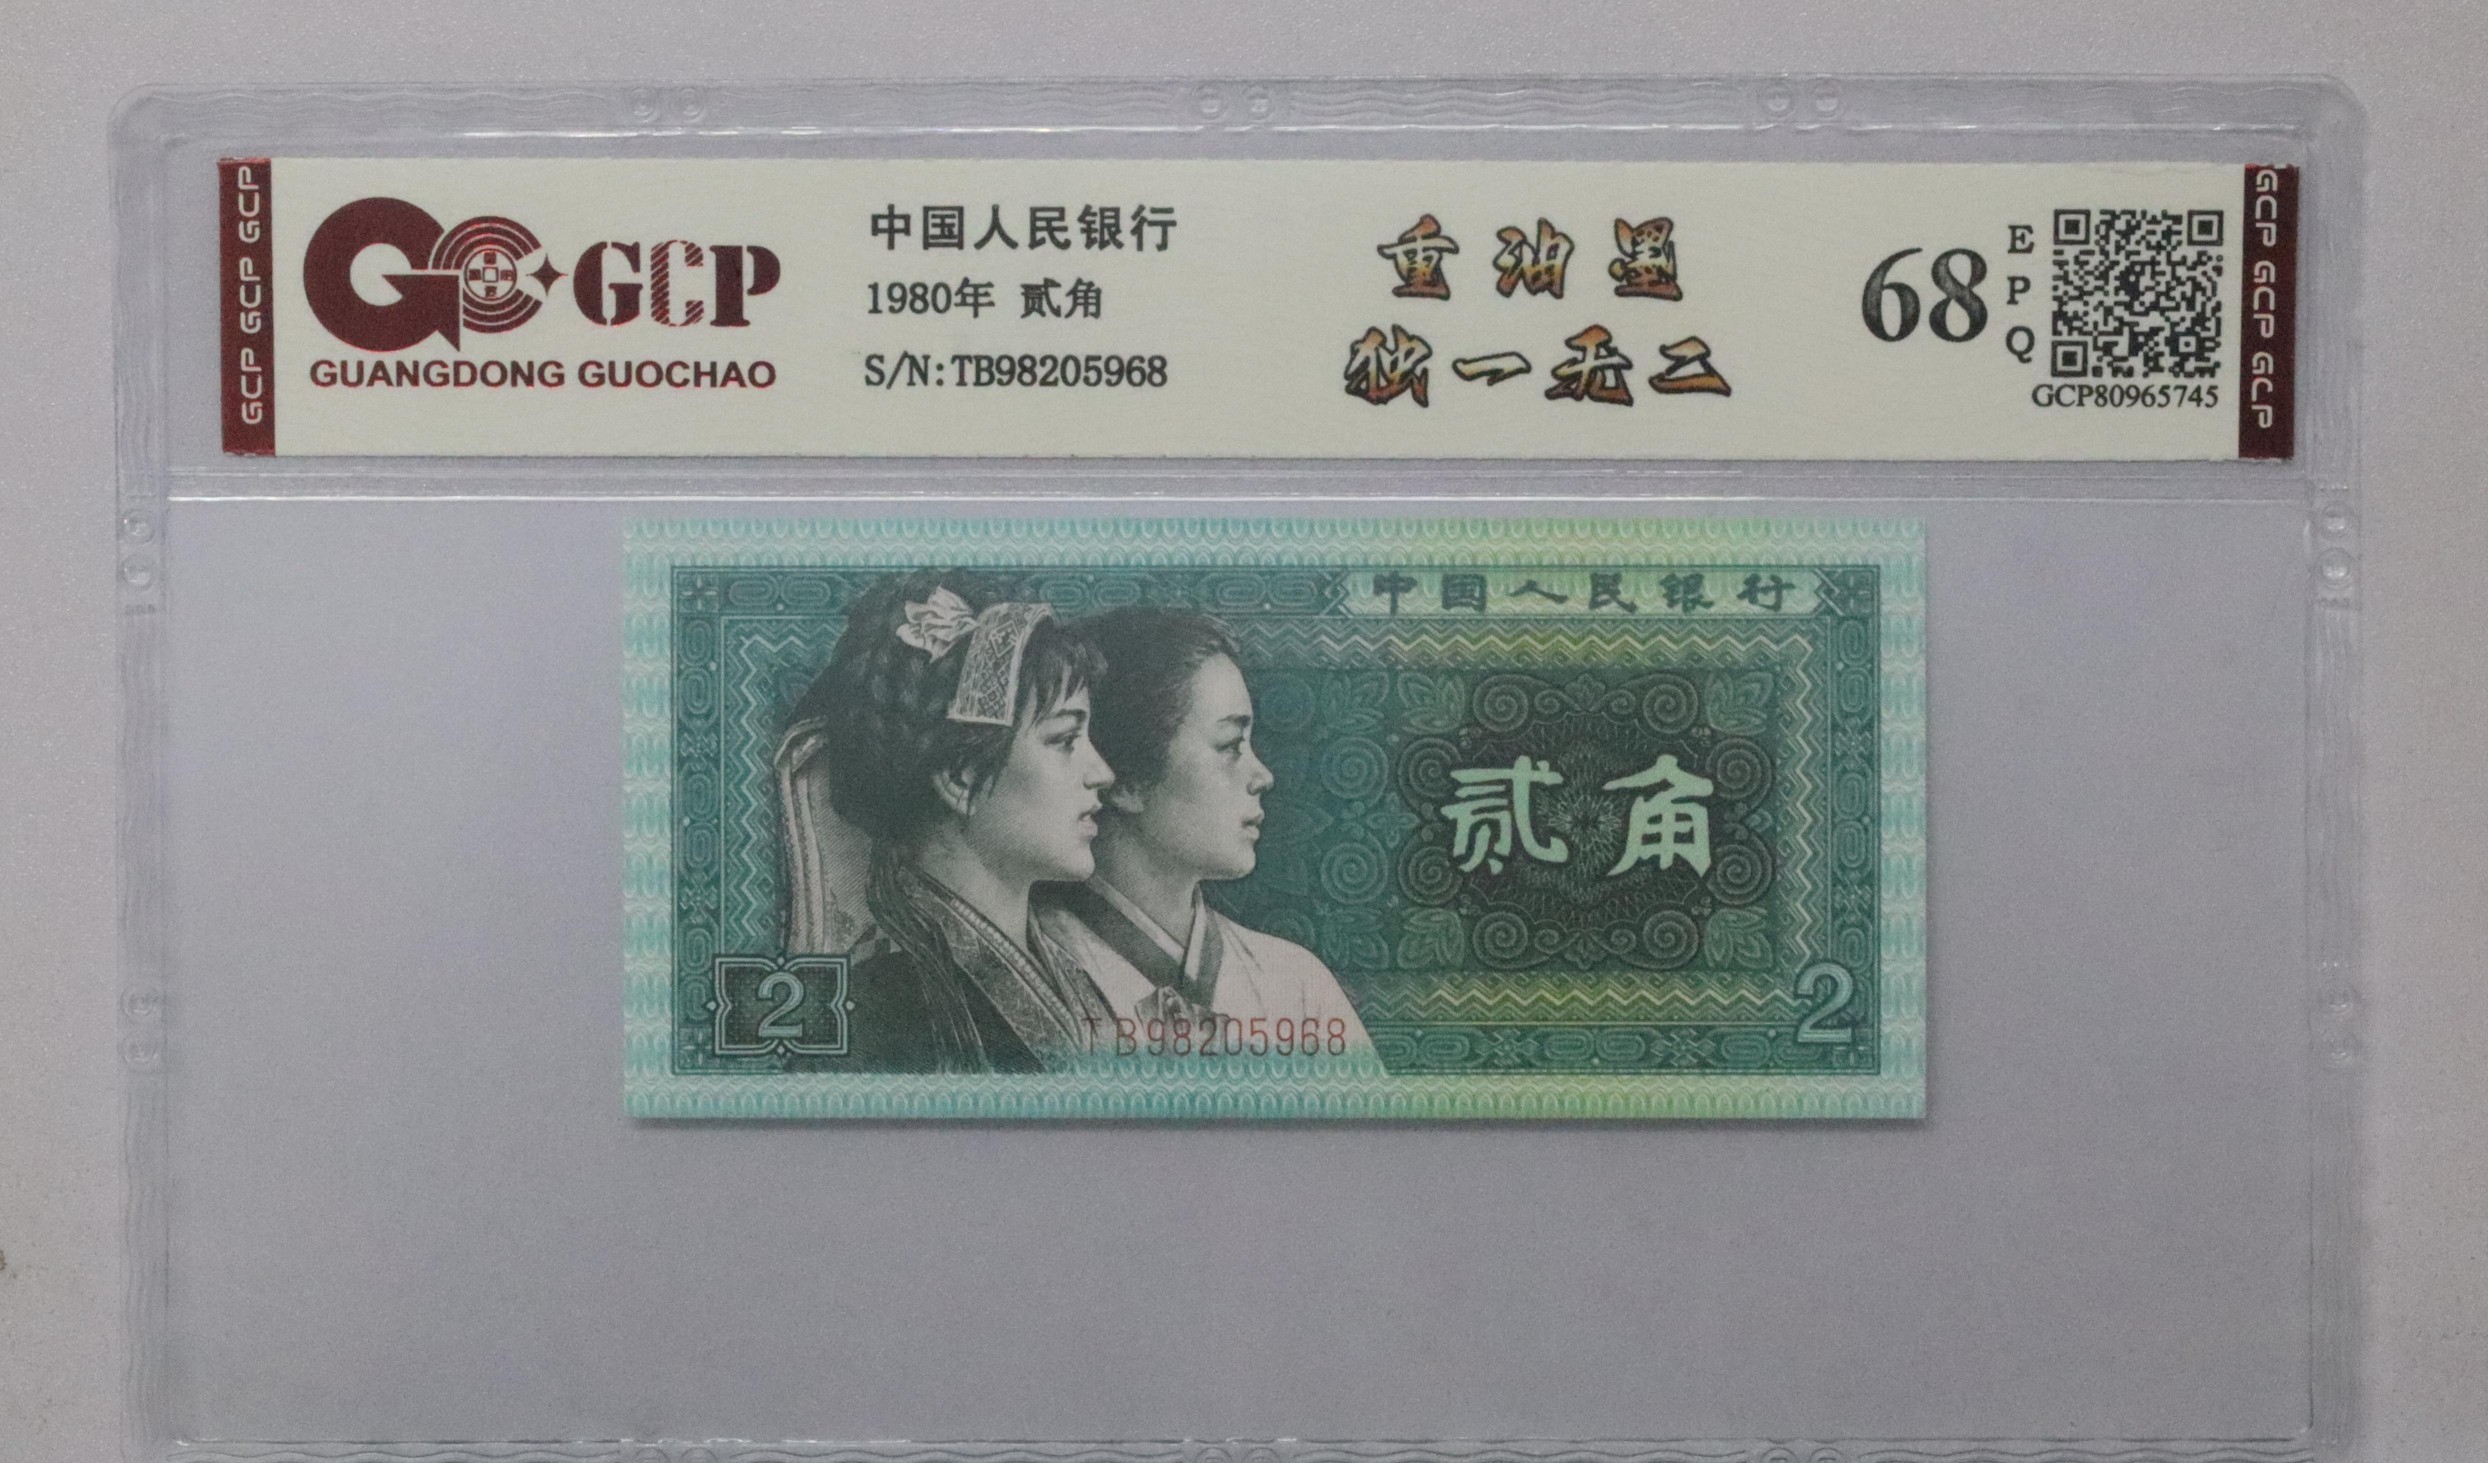 GCP GCP GCP
GCP
GUANGDONG GUOCHAO
中国人民银行
1980年 贰角
S/N:TB98205968
重油墨
独一无二
68
EPQ
GCP80965745
GCP GCP GCP
中国人民银行
贰角
2
2
TB98205968